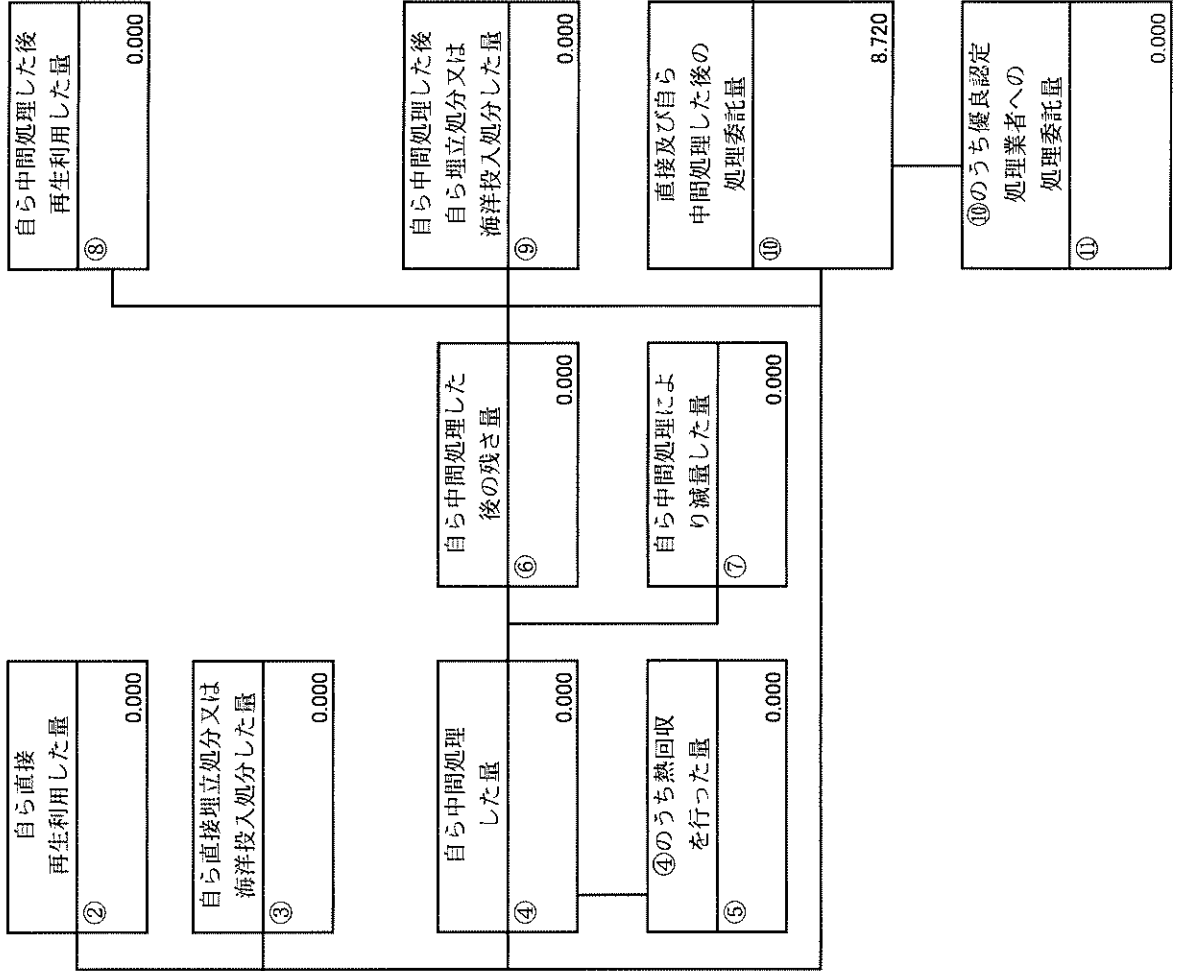 自ら直接
再生利用した量
②
0.000
自ら直接埋立処分又は
海洋投入処分した量
③
0.000
自ら中間処理
した量
④
0.000
④のうち熱回収
を行った量
⑤
0.000
自ら中間処理した
後の残さ量
⑥
0.000
自ら中間処理によ
り減量した量
⑦
0.000
自ら中間処理した後
再生利用した量
⑧
0.000
自ら中間処理した後
自ら埋立処分又は
海洋投入処分した量
⑨
0.000
直接及び自ら
中間処理した後の
処理委託量
⑩
8.720
⑩のうち優良認定
処理業者への
処理委託量
⑪
0.000